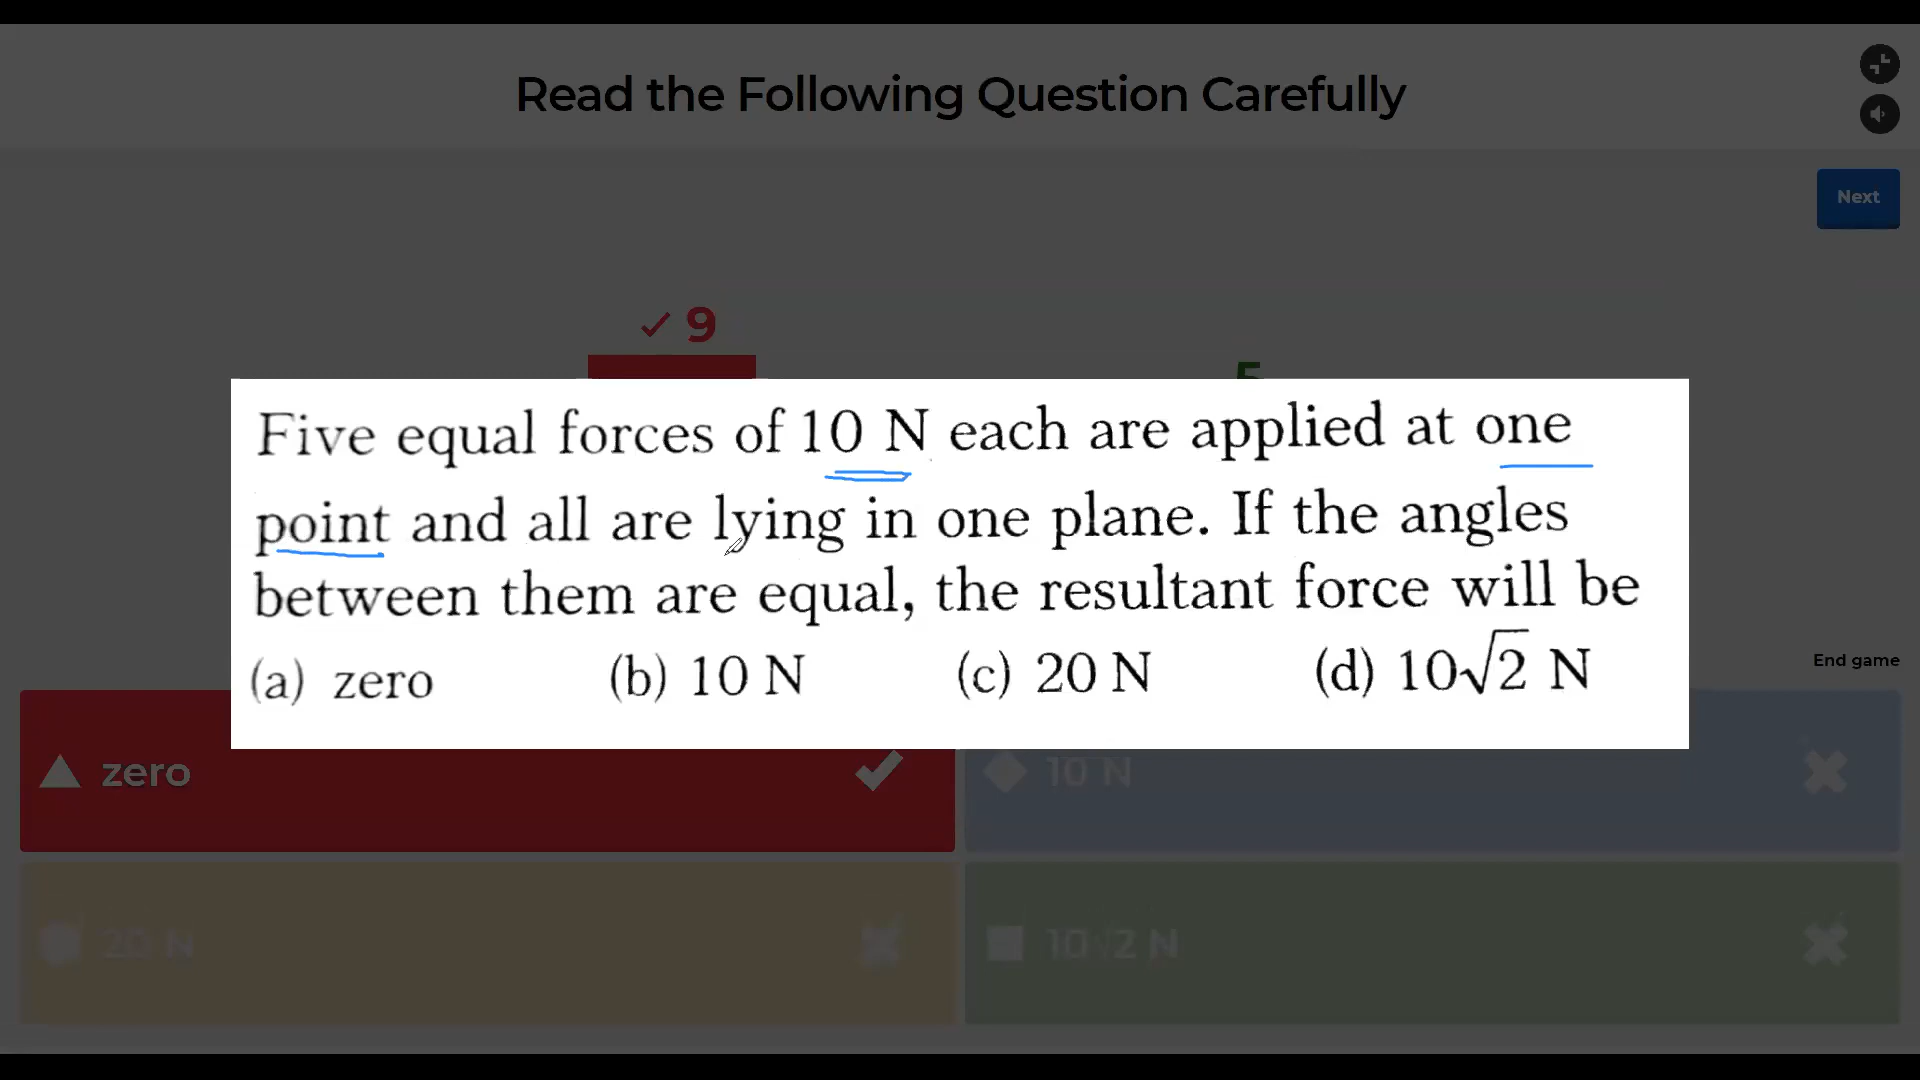 Read the Following Question Carefully
Next
9
5
Five equal forces of 10 N each are applied at one
point and all are lying in one plane. If the angles
between them are equal, the resultant force will be
(a) zero (b) 10 N (c) 20 N (d) 10√2 N
End game
zero
10 N
20 N
10√2 N